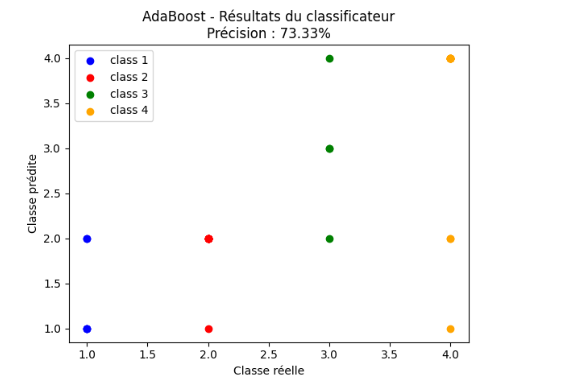 AdaBoost - Résultats du classificateur
Précision : 73.33%
class 1
class 2
class 3
class 4
Classe prédite
4.0
3.5
3.0
2.5
2.0
1.5
1.0
1.0 1.5 2.0 2.5 3.0 3.5 4.0
Classe réelle